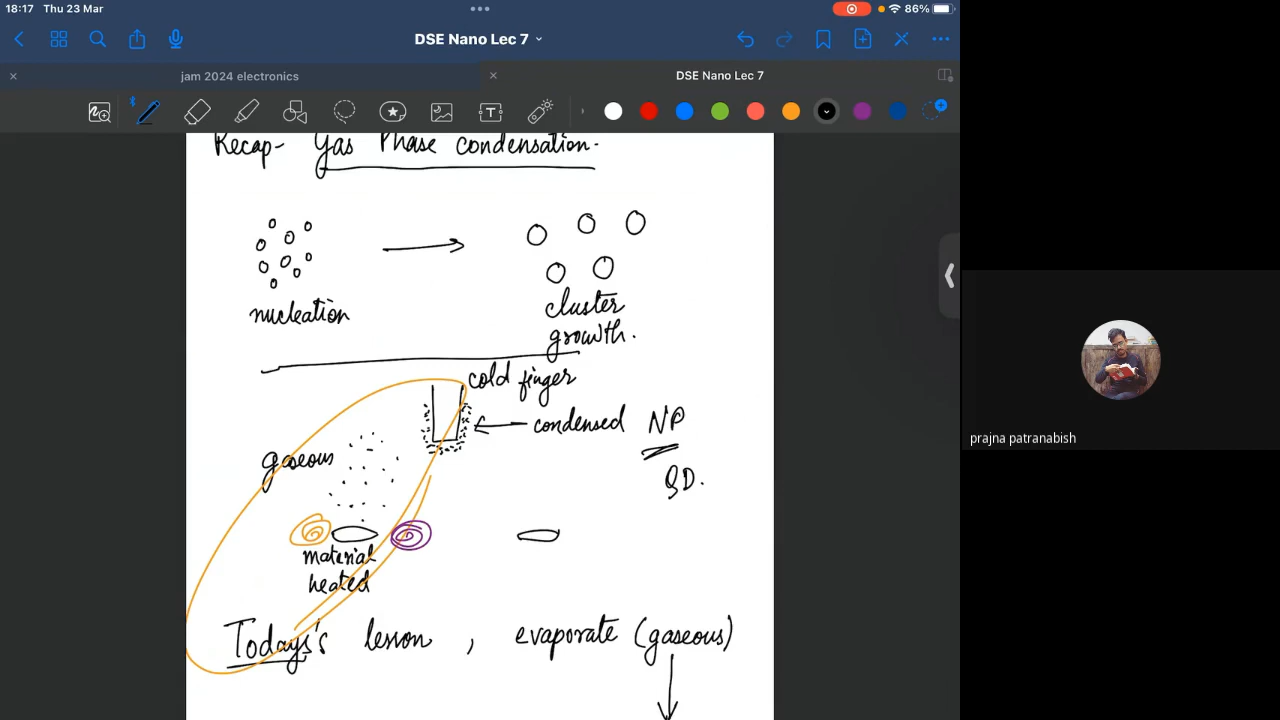 18:17 Thu 23 Mar
86%
DSE Nano Lec 7
jam 2024 electronics
DSE Nano Lec 7
Recap- Gas Phase condensation.
nucleation
cluster
growth.
cold finger
condensed NP
QD.
gaseous
material
heated
Todays's lesson , evaporate (gaseous)
prajna patranabish